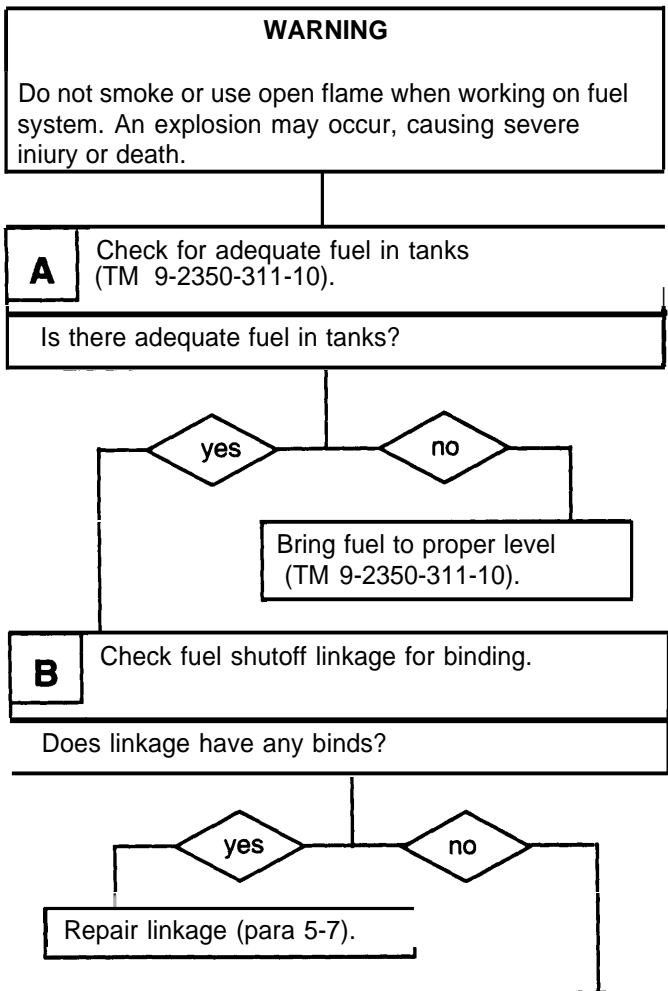 WARNING
Do not smoke or use open flame when working on fuel
system. An explosion may occur, causing severe
iniury or death.
A
Check for adequate fuel in tanks
(TM 9-2350-311-10).
Is there adequate fuel in tanks?
yes
no
Bring fuel to proper level
(TM 9-2350-311-10).
B
Check fuel shutoff linkage for binding.
Does linkage have any binds?
yes
no
Repair linkage (para 5-7).